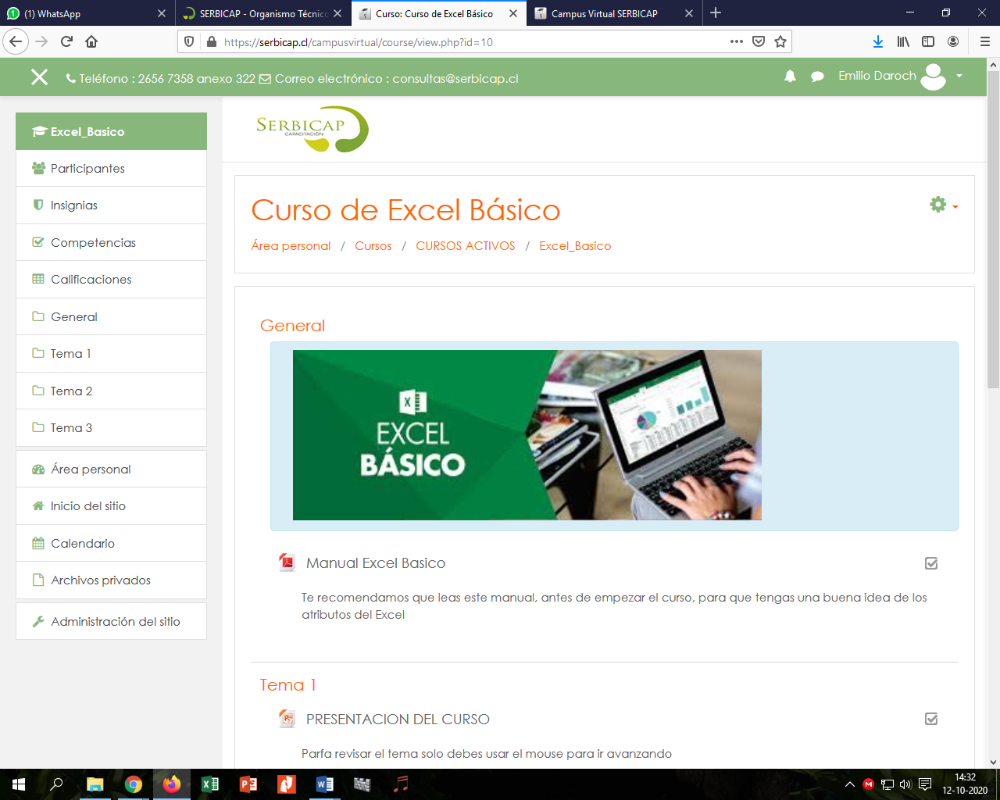 (1) WhatsApp
SERBICAP - Organismo Técnico
Curso: Curso de Excel Básico
Campus Virtual SERBICAP
https://serbicap.cl/campusvirtual/course/view.php?id=10
Teléfono : 2656 7358 anexo 322 Correo electrónico : consultas@serbicap.cl
Emilio Daroch
Excel_Basico
Participantes
Insignias
Competencias
Calificaciones
General
Tema 1
Tema 2
Tema 3
Área personal
Inicio del sitio
Calendario
Archivos privados
Administración del sitio
SERBICAP
CAPACITACIÓN
Curso de Excel Básico
Área personal / Cursos / CURSOS ACTIVOS / Excel_Basico
General
EXCEL
BÁSICO
Manual Excel Basico
Te recomendamos que leas este manual, antes de empezar el curso, para que tengas una buena idea de los
atributos del Excel
Tema 1
PRESENTACION DEL CURSO
Parfa revisar el tema solo debes usar el mouse para ir avanzando
14:32
12-10-2020